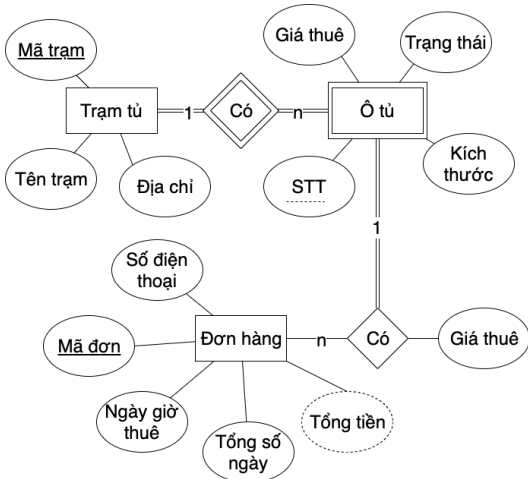 Giá thuê
Trạng thái
Mã trạm
Trạm tủ
1
Có
n
Ô tủ
Tên trạm
Địa chỉ
STT
Kích
thước
1
Số điện
thoại
Mã đơn
Đơn hàng
n
Có
Giá thuê
Ngày giờ
thuê
Tổng số
ngày
Tổng tiền